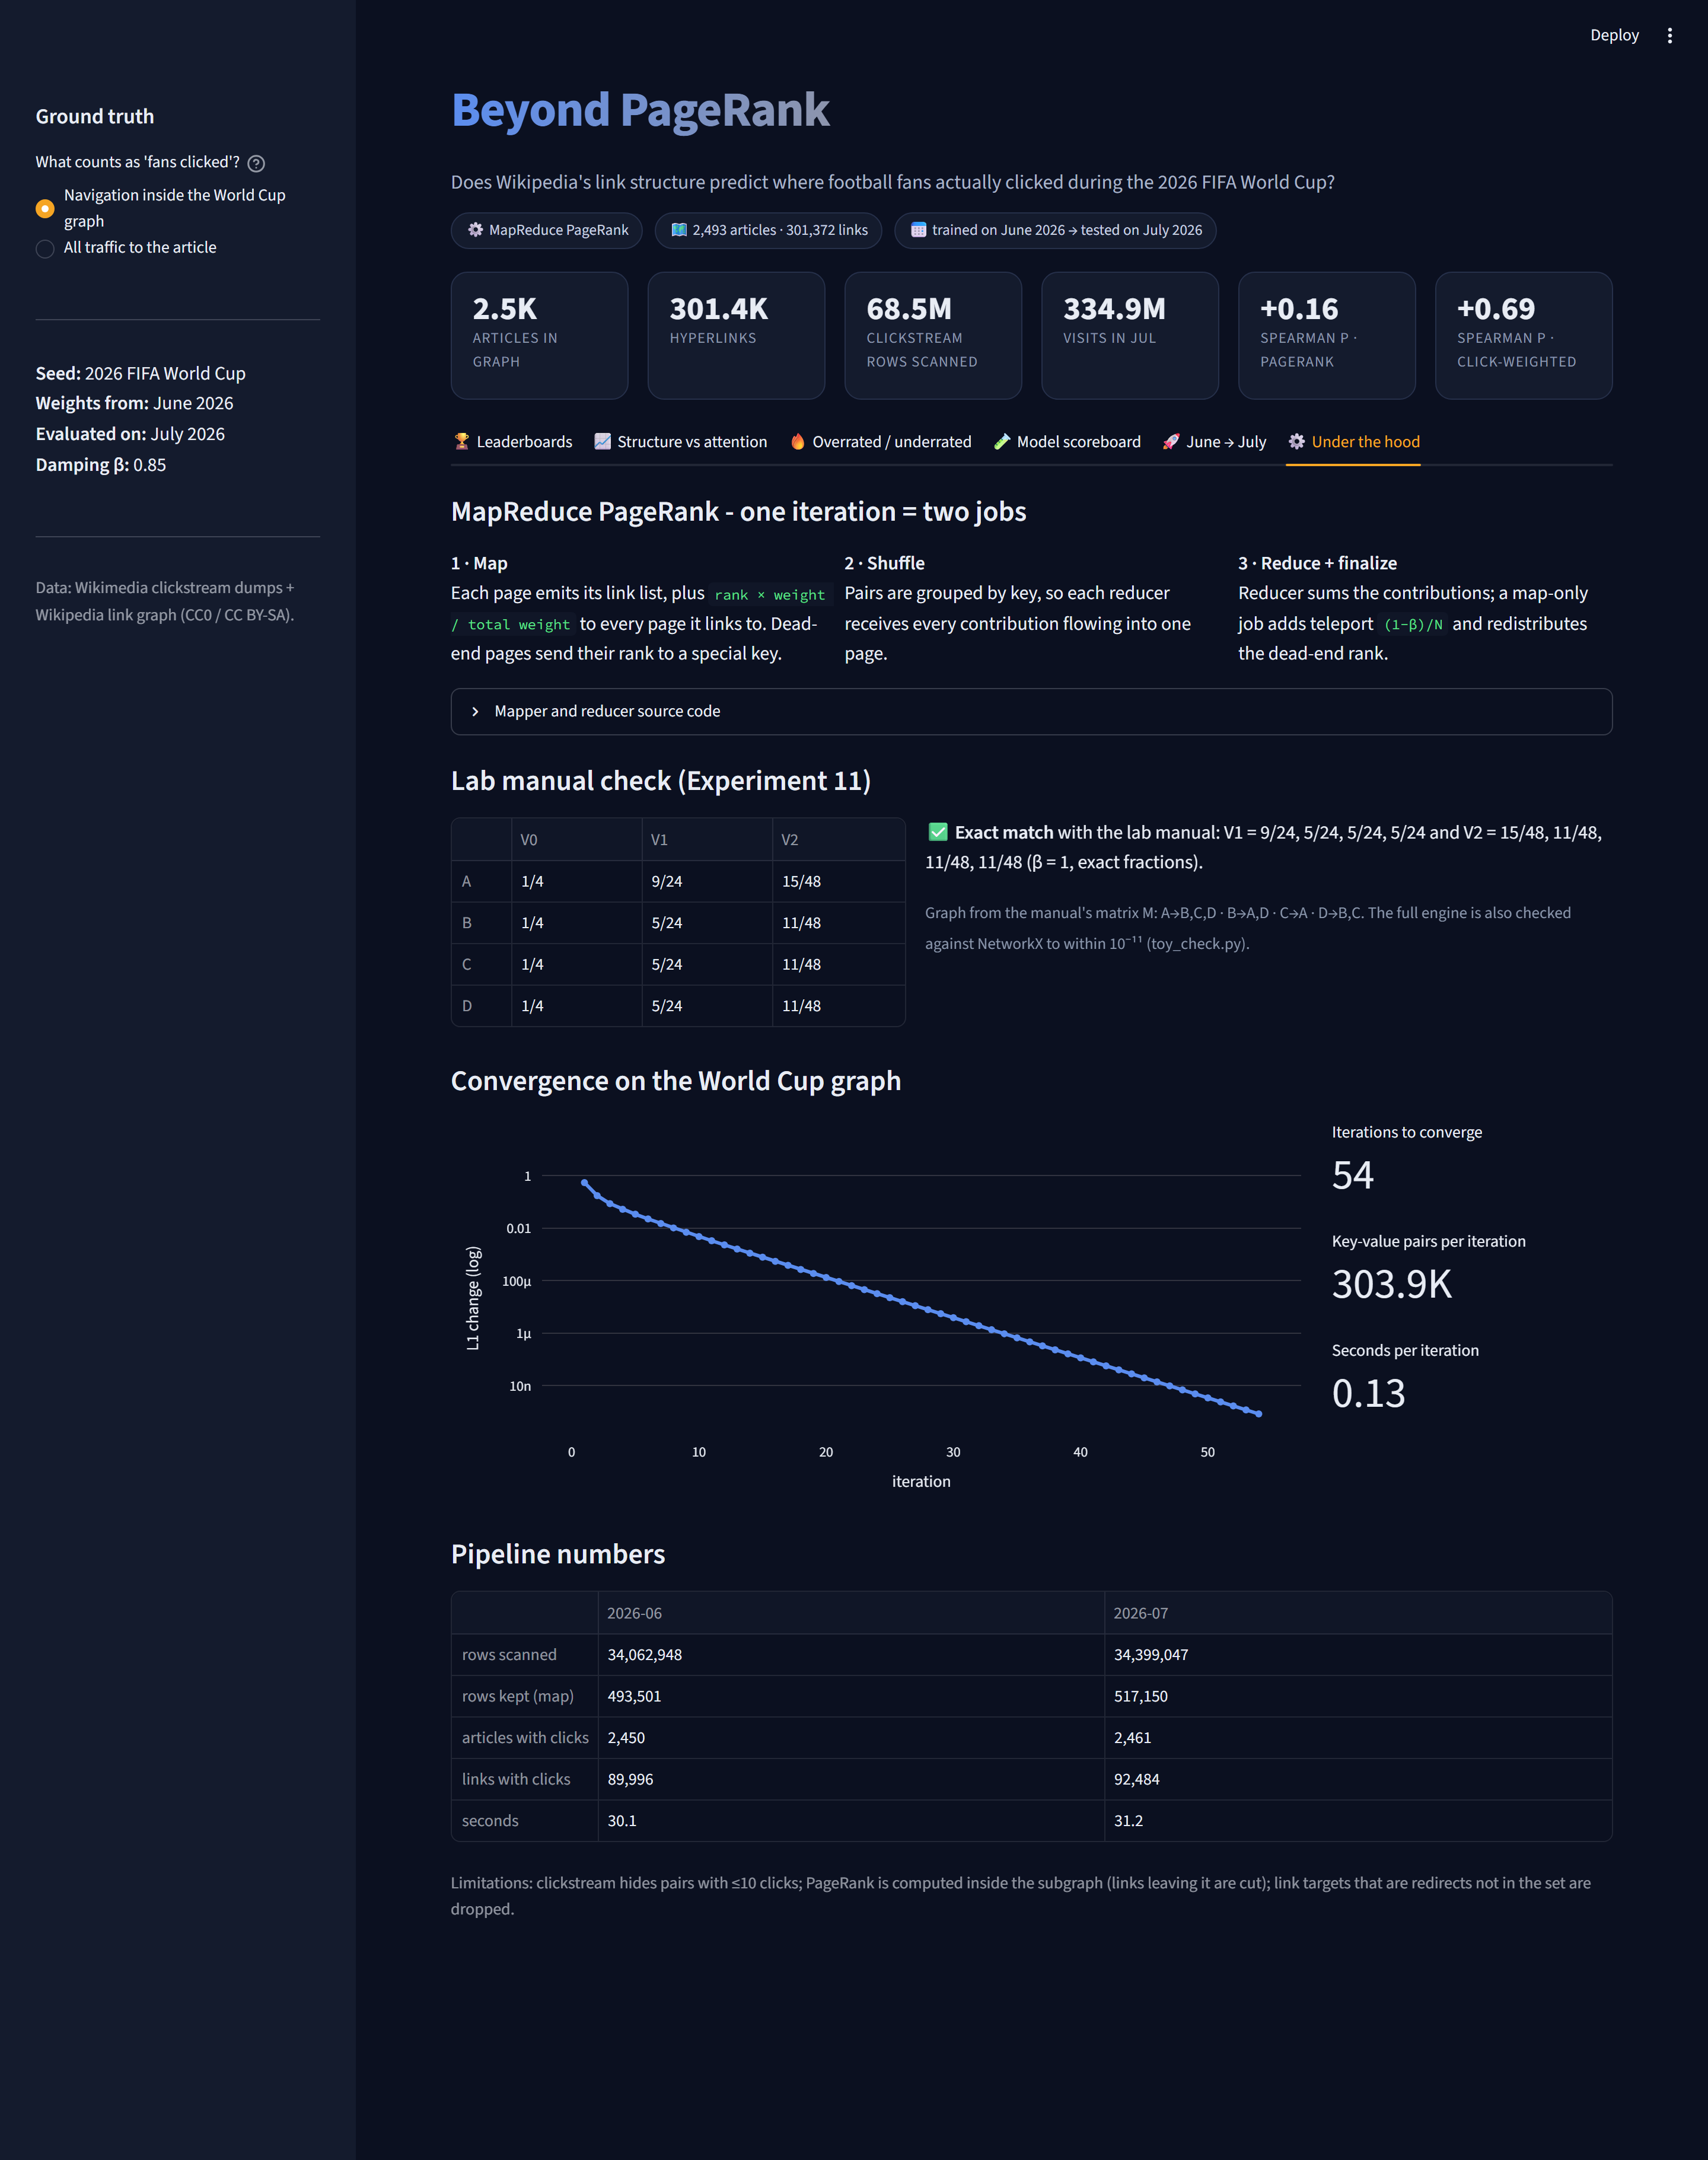 Deploy
Ground truth
What counts as 'fans clicked'?
Navigation inside the World Cup
graph
All traffic to the article
Seed: 2026 FIFA World Cup
Weights from: June 2026
Evaluated on: July 2026
Damping β: 0.85
Data: Wikimedia clickstream dumps +
Wikipedia link graph (CC0 / CC BY-SA).
Beyond PageRank
Does Wikipedia's link structure predict where football fans actually clicked during the 2026 FIFA World Cup?
MapReduce PageRank
2,493 articles · 301,372 links
trained on June 2026 → tested on July 2026
2.5K
ARTICLES IN
GRAPH
301.4K
HYPERLINKS
68.5M
CLICKSTREAM
ROWS SCANNED
334.9M
VISITS IN JUL
+0.16
SPEARMAN Ρ ·
PAGERANK
+0.69
SPEARMAN Ρ ·
CLICK-WEIGHTED
Leaderboards
Structure vs attention
Overrated / underrated
Model scoreboard
June → July
Under the hood
MapReduce PageRank - one iteration = two jobs
1 · Map
Each page emits its link list, plus rank × weight
/ total weight to every page it links to. Dead-
end pages send their rank to a special key.
2 · Shuffle
Pairs are grouped by key, so each reducer
receives every contribution flowing into one
page.
3 · Reduce + finalize
Reducer sums the contributions; a map-only
job adds teleport (1−β)/N and redistributes
the dead-end rank.
Mapper and reducer source code
Lab manual check (Experiment 11)
V0 V1 V2
A 1/4 9/24 15/48
B 1/4 5/24 11/48
C 1/4 5/24 11/48
D 1/4 5/24 11/48
Exact match with the lab manual: V1 = 9/24, 5/24, 5/24, 5/24 and V2 = 15/48, 11/48,
11/48, 11/48 (β = 1, exact fractions).
Graph from the manual's matrix M: A→B,C,D · B→A,D · C→A · D→B,C. The full engine is also checked
against NetworkX to within 10⁻¹¹ (toy_check.py).
Convergence on the World Cup graph
L1 change (log)
1
0.01
100μ
1μ
10n
0 10 20 30 40 50
iteration
Iterations to converge
54
Key-value pairs per iteration
303.9K
Seconds per iteration
0.13
Pipeline numbers
2026-06 2026-07
rows scanned 34,062,948 34,399,047
rows kept (map) 493,501 517,150
articles with clicks 2,450 2,461
links with clicks 89,996 92,484
seconds 30.1 31.2
Limitations: clickstream hides pairs with ≤10 clicks; PageRank is computed inside the subgraph (links leaving it are cut); link targets that are redirects not in the set are
dropped.